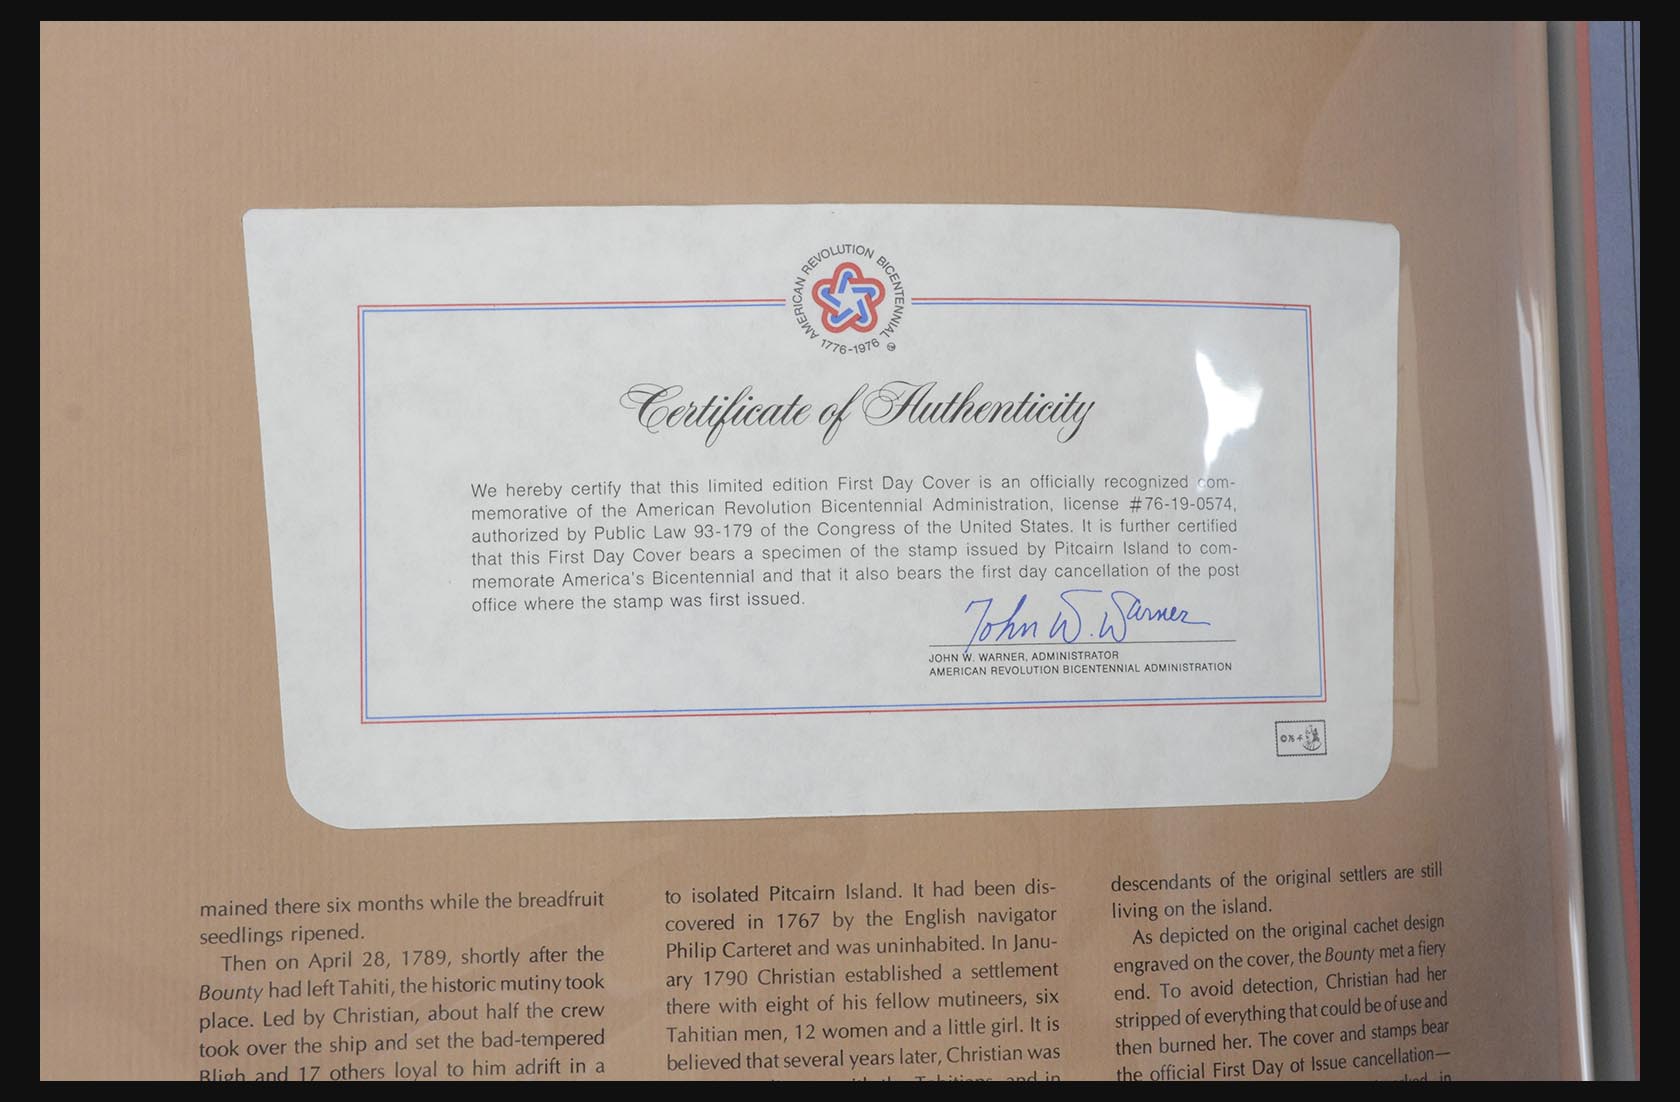 AMERICAN REVOLUTION BICENTENNIAL
1776-1976
Certificate of Authenticity
We hereby certify that this limited edition First Day Cover is an officially recognized com-
memorative of the American Revolution Bicentennial Administration, license #76-19-0574,
authorized by Public Law 93-179 of the Congress of the United States. It is further certified
that this First Day Cover bears a specimen of the stamp issued by Pitcairn Island to com-
memorate America's Bicentennial and that it also bears the first day cancellation of the post
office where the stamp was first issued.
John W. Warner
JOHN W. WARNER, ADMINISTRATOR
AMERICAN REVOLUTION BICENTENNIAL ADMINISTRATION
mained there six months while the breadfruit
seedlings ripened.
Then on April 28, 1789, shortly after the
Bounty had left Tahiti, the historic mutiny took
place. Led by Christian, about half the crew
took over the ship and set the bad-tempered
Bligh and 17 others loyal to him adrift in a
to isolated Pitcairn Island. It had been dis-
covered in 1767 by the English navigator
Philip Carteret and was uninhabited. In Janu-
ary 1790 Christian established a settlement
there with eight of his fellow mutineers, six
Tahitian men, 12 women and a little girl. It is
believed that several years later, Christian was
descendants of the original settlers are still
living on the island.
As depicted on the original cachet design
engraved on the cover, the Bounty met a fiery
end. To avoid detection, Christian had her
stripped of everything that could be of use and
then burned her. The cover and stamps bear
the official First Day of Issue cancellation—